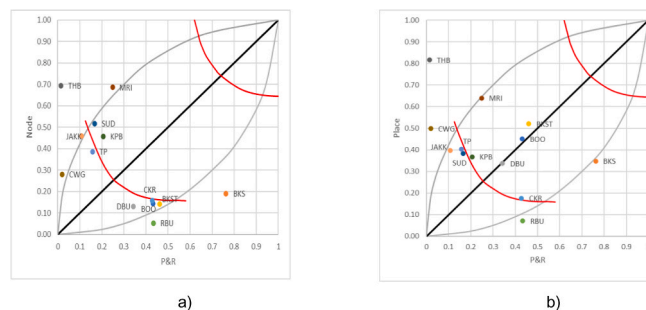 1.00
0.90
0.80
0.70
0.60
0.50
0.40
0.30
0.20
0.10
0.00
Node
THB
MRI
SUD
JAKK
KPB
TP
CWG
CKR
BKST
BKS
DBU
BOO
RBU
0 0.1 0.2 0.3 0.4 0.5 0.6 0.7 0.8 0.9 1
P&R
a)
1.00
0.90
0.80
0.70
0.60
0.50
0.40
0.30
0.20
0.10
0.00
Place
THB
MRI
CWG
BKST
BOO
TP
JAKK
SUD
KPB
DBU
BKS
CKR
RBU
0 0.1 0.2 0.3 0.4 0.5 0.6 0.7 0.8 0.9
P&R
b)